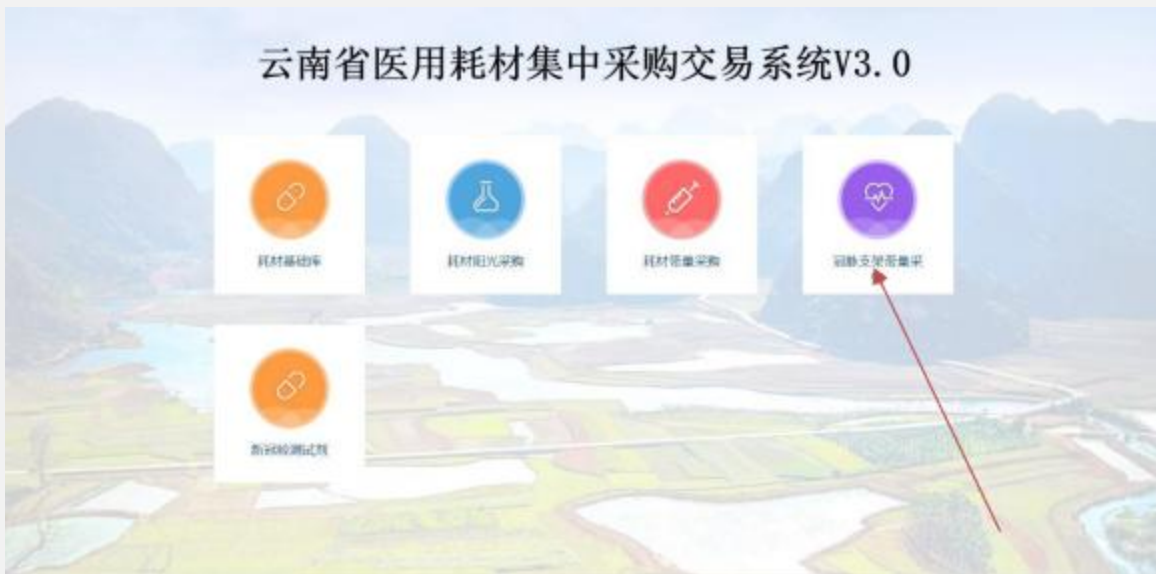 云南省医用耗材集中采购交易系统V3.0
耗材基础库
耗材阳光采购
耗材带量采购
冠脉支架带量采
新冠检测试剂